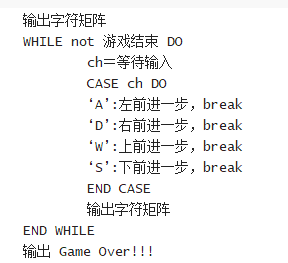 输出字符矩阵
WHILE not 游戏结束 DO
ch＝等待输入
CASE ch DO
‘A’:左前进一步，break
‘D’:右前进一步，break
‘W’:上前进一步，break
‘S’:下前进一步，break
END CASE
输出字符矩阵
END WHILE
输出 Game Over!!!